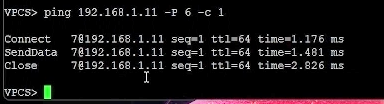 VPCS> ping 192.168.1.11 -P 6 -c 1
Connect   7@192.168.1.11 seq=1 ttl=64 time=1.176 ms
SendData  7@192.168.1.11 seq=1 ttl=64 time=1.481 ms
Close     7@192.168.1.11 seq=1 ttl=64 time=2.826 ms
VPCS>